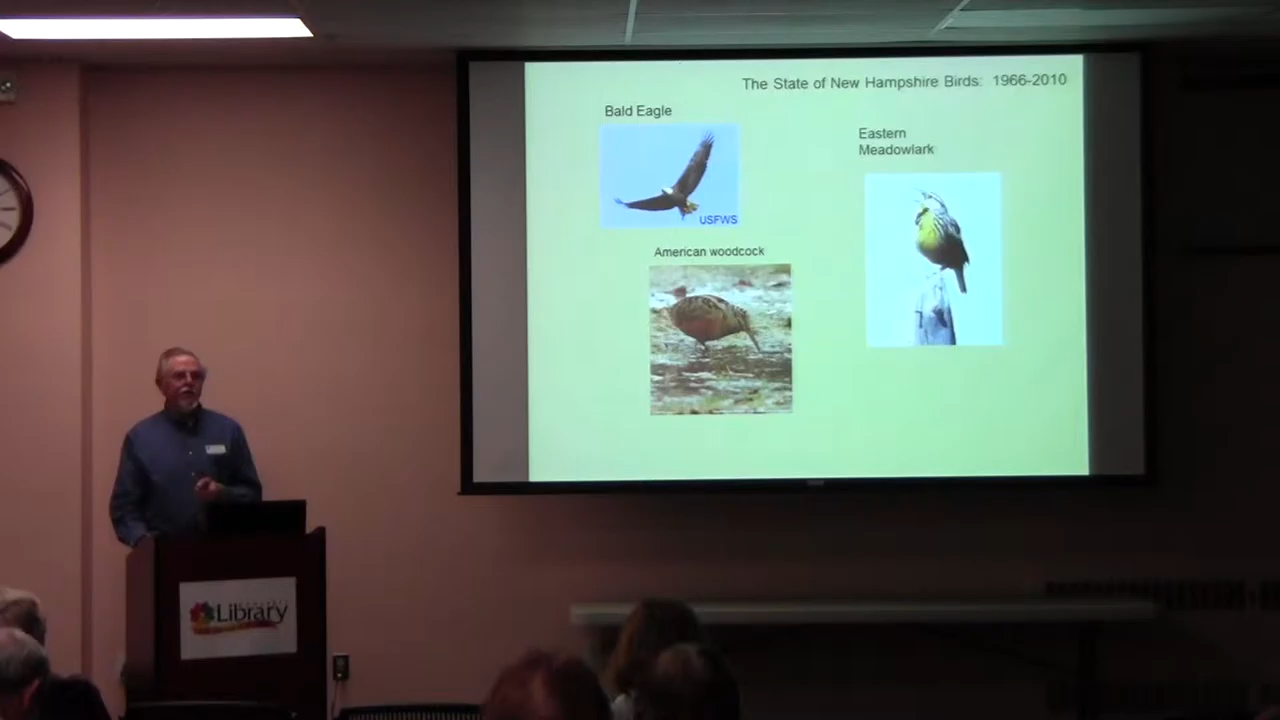 The State of New Hampshire Birds: 1966-2010
Bald Eagle
Eastern
Meadowlark
USFWS
American woodcock
Library